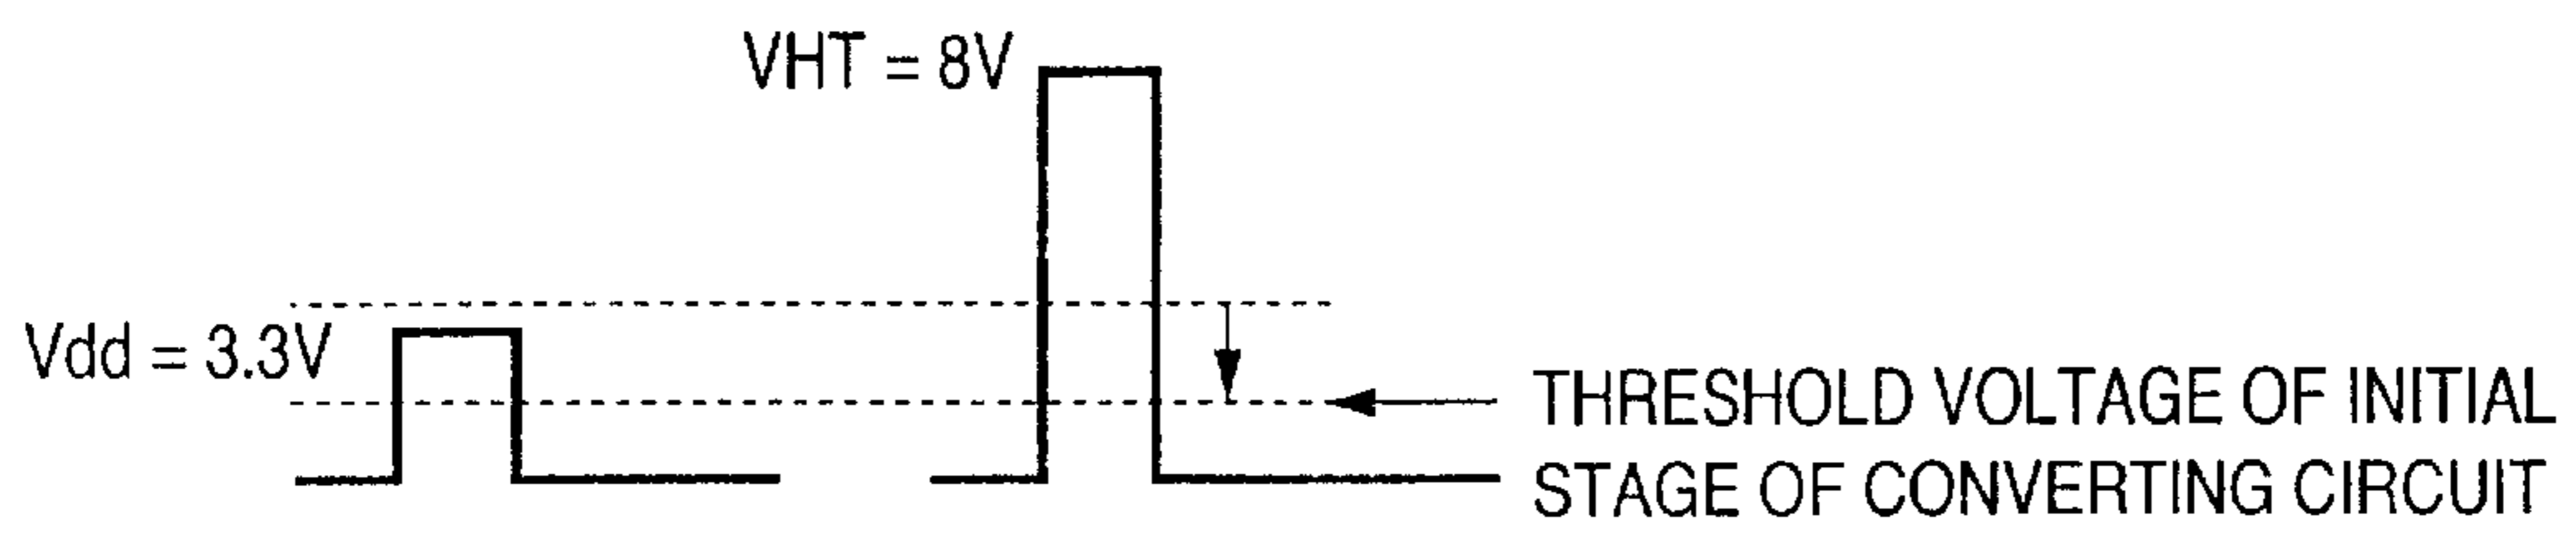 VHT = 8V
Vdd = 3.3V
THRESHOLD VOLTAGE OF INITIAL
STAGE OF CONVERTING CIRCUIT